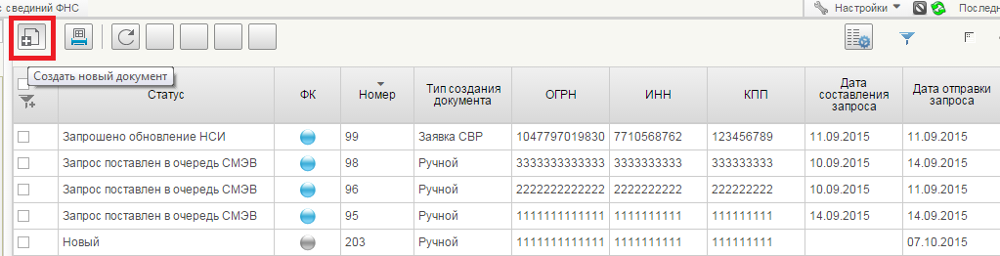 с сведений ФНС Настройки Последн
Создать новый документ
Статус ФК Номер Тип создания документа ОГРН ИНН КПП Дата составления запроса Дата отправки запроса
Запрошено обновление НСИ 99 Заявка СВР 1047797019830 7710568762 123456789 11.09.2015 11.09.2015
Запрос поставлен в очередь СМЭВ 98 Ручной 3333333333333 3333333333 333333333 10.09.2015 14.09.2015
Запрос поставлен в очередь СМЭВ 96 Ручной 2222222222222 2222222222 222222222 10.09.2015 11.09.2015
Запрос поставлен в очередь СМЭВ 95 Ручной 1111111111111 1111111111 111111111 14.09.2015 14.09.2015
Новый 203 Ручной 1111111111111 1111111111 111111111 07.10.2015